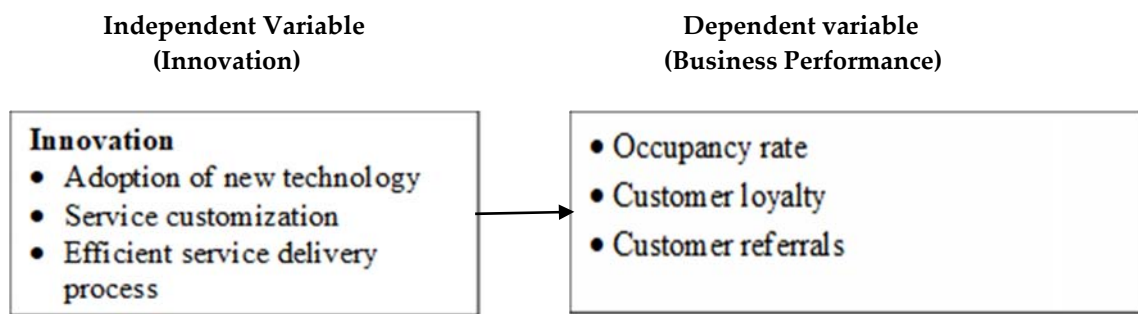 Independent Variable
(Innovation)
Dependent variable
(Business Performance)
Innovation
• Adoption of new technology
• Service customization
• Efficient service delivery
process
• Occupancy rate
• Customer loyalty
• Customer referrals